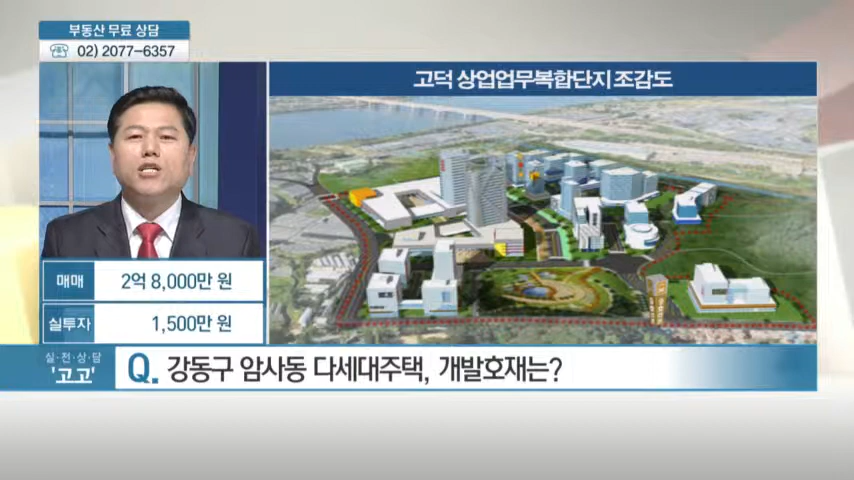 부동산 무료 상담
02) 2077-6357
고덕 상업업무복합단지 조감도
매매 2억 8,000만 원
실투자 1,500만 원
실·전·상·담
'고고'
Q. 강동구 암사동 다세대주택, 개발호재는?